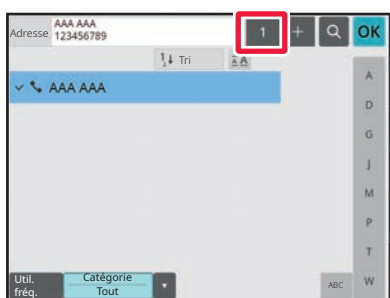 Adresse AAA AAA
123456789
1 + OK
Tri
AAA AAA
A
D
G
J
M
P
T
W
Util.
fréq.
Catégorie
Tout
ABC